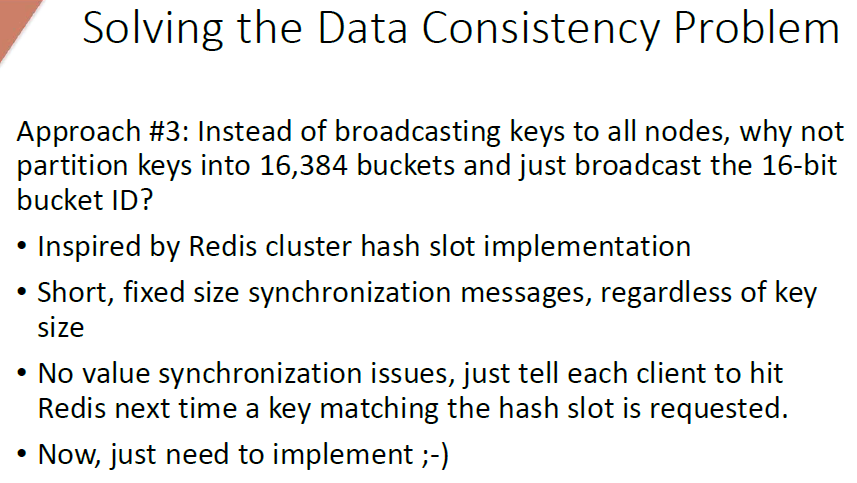 Solving the Data Consistency Problem
Approach #3: Instead of broadcasting keys to all nodes, why not
partition keys into 16,384 buckets and just broadcast the 16-bit
bucket ID?
• Inspired by Redis cluster hash slot implementation
• Short, fixed size synchronization messages, regardless of key
size
• No value synchronization issues, just tell each client to hit
Redis next time a key matching the hash slot is requested.
• Now, just need to implement ;-)